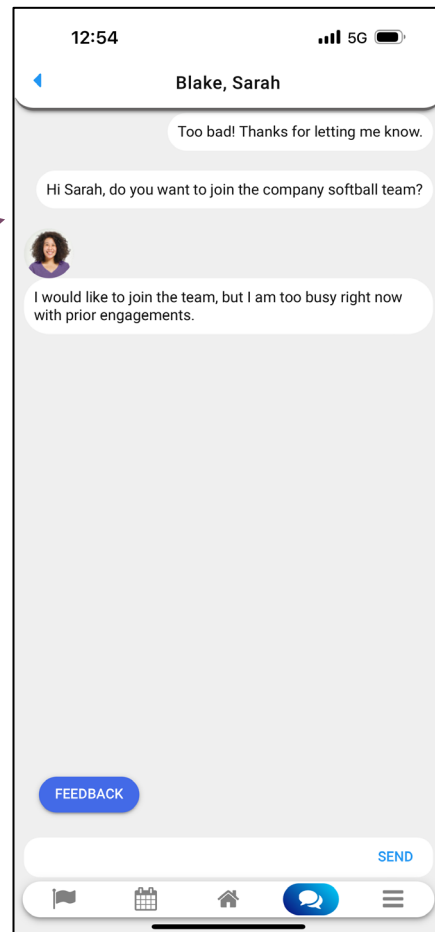 12:54 5G
Blake, Sarah
Too bad! Thanks for letting me know.
Hi Sarah, do you want to join the company softball team?
I would like to join the team, but I am too busy right now
with prior engagements.
FEEDBACK
SEND